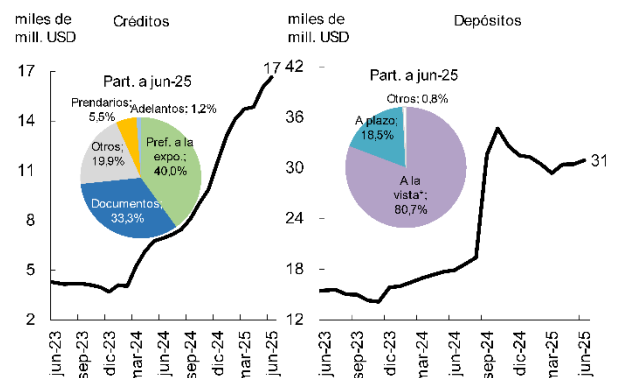 miles de
mill. USD
Créditos
17
17
14
11
8
5
2
Part. a jun-25
Prendarios;
5,5%
Adelantos; 1,2%
Otros;
19,9%
Pref. a la
expo.;
40,0%
Documentos;
33,3%
jun-23
sep-23
dic-23
mar-24
jun-24
sep-24
dic-24
mar-25
jun-25
miles de
mill. USD
Depósitos
42
36
30
24
18
12
Part. a jun-25
Otros; 0,8%
A plazo;
18,5%
A la
vista*;
80,7%
31
jun-23
sep-23
dic-23
mar-24
jun-24
sep-24
dic-24
mar-25
jun-25